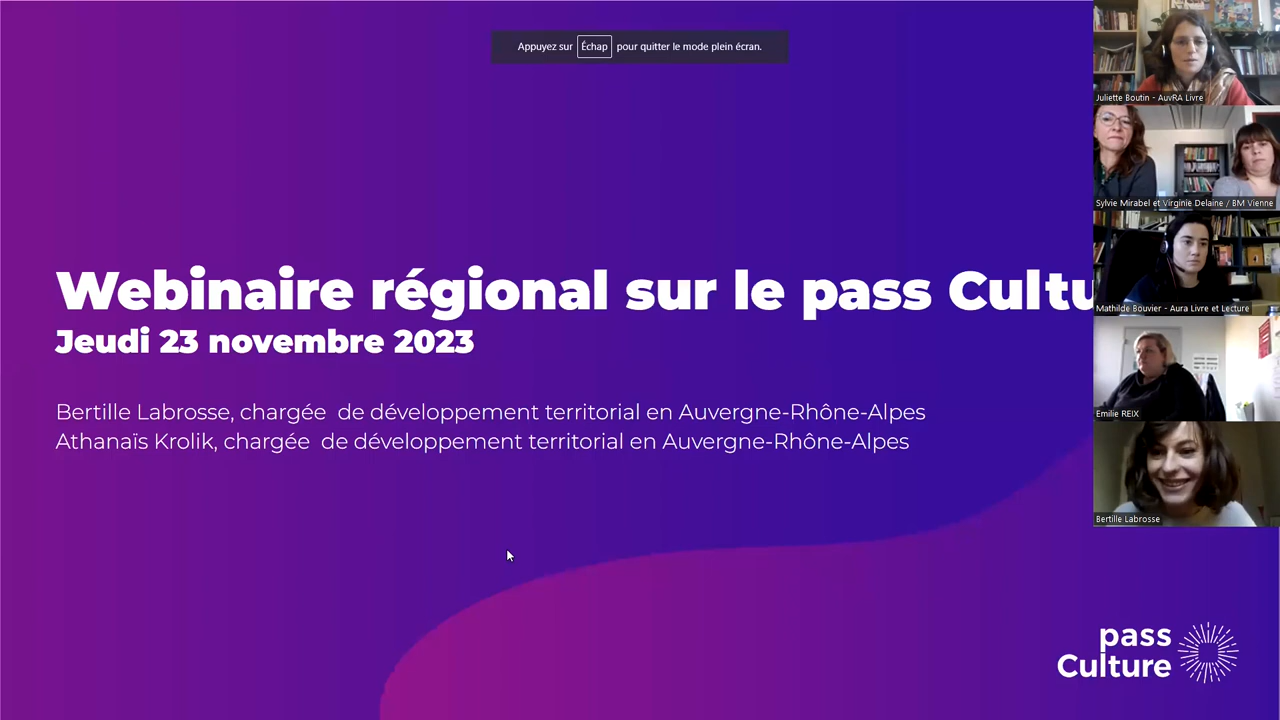 Appuyez sur Échap pour quitter le mode plein écran.
Juliette Boutin - AuvRA Livre
Sylvie Mirabel et Virginie Delaine / BM Vienne
Webinaire régional sur le pass Cultu
Jeudi 23 novembre 2023
Mathilde Bouvier - Aura Livre et Lecture
Bertille Labrosse, chargée de développement territorial en Auvergne-Rhône-Alpes
Athanaïs Krolik, chargée de développement territorial en Auvergne-Rhône-Alpes
Emilie REIX
Bertille Labrosse
pass
Culture